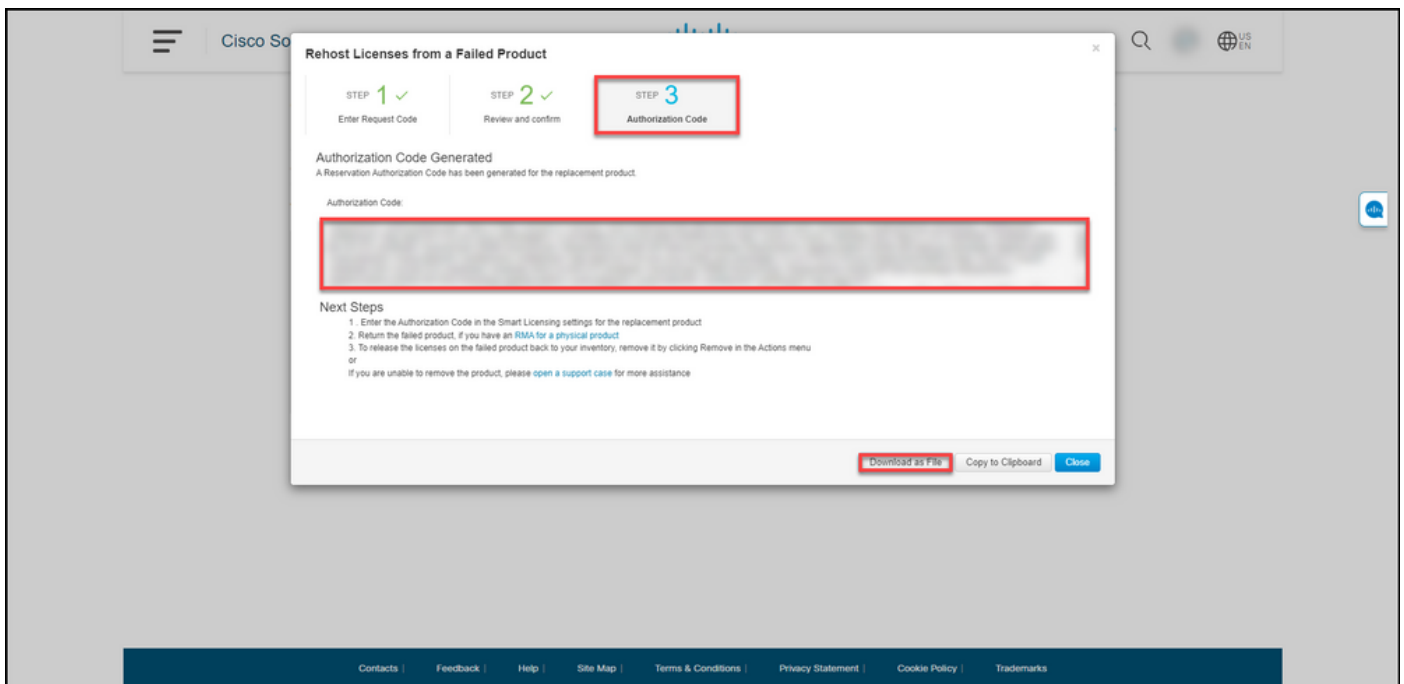 Cisco So
US
EN
Rehost Licenses from a Failed Product
STEP 1
Enter Request Code
STEP 2
Review and confirm
STEP 3
Authorization Code
Authorization Code Generated
A Reservation Authorization Code has been generated for the replacement product.
Authorization Code:
Next Steps
1 . Enter the Authorization Code in the Smart Licensing settings for the replacement product
2. Return the failed product, if you have an RMA for a physical product
3. To release the licenses on the failed product back to your inventory, remove it by clicking Remove in the Actions menu
or
If you are unable to remove the product, please open a support case for more assistance
Download as File
Copy to Clipboard
Close
Contacts |
Feedback |
Help |
Site Map |
Terms & Conditions |
Privacy Statement |
Cookie Policy |
Trademarks